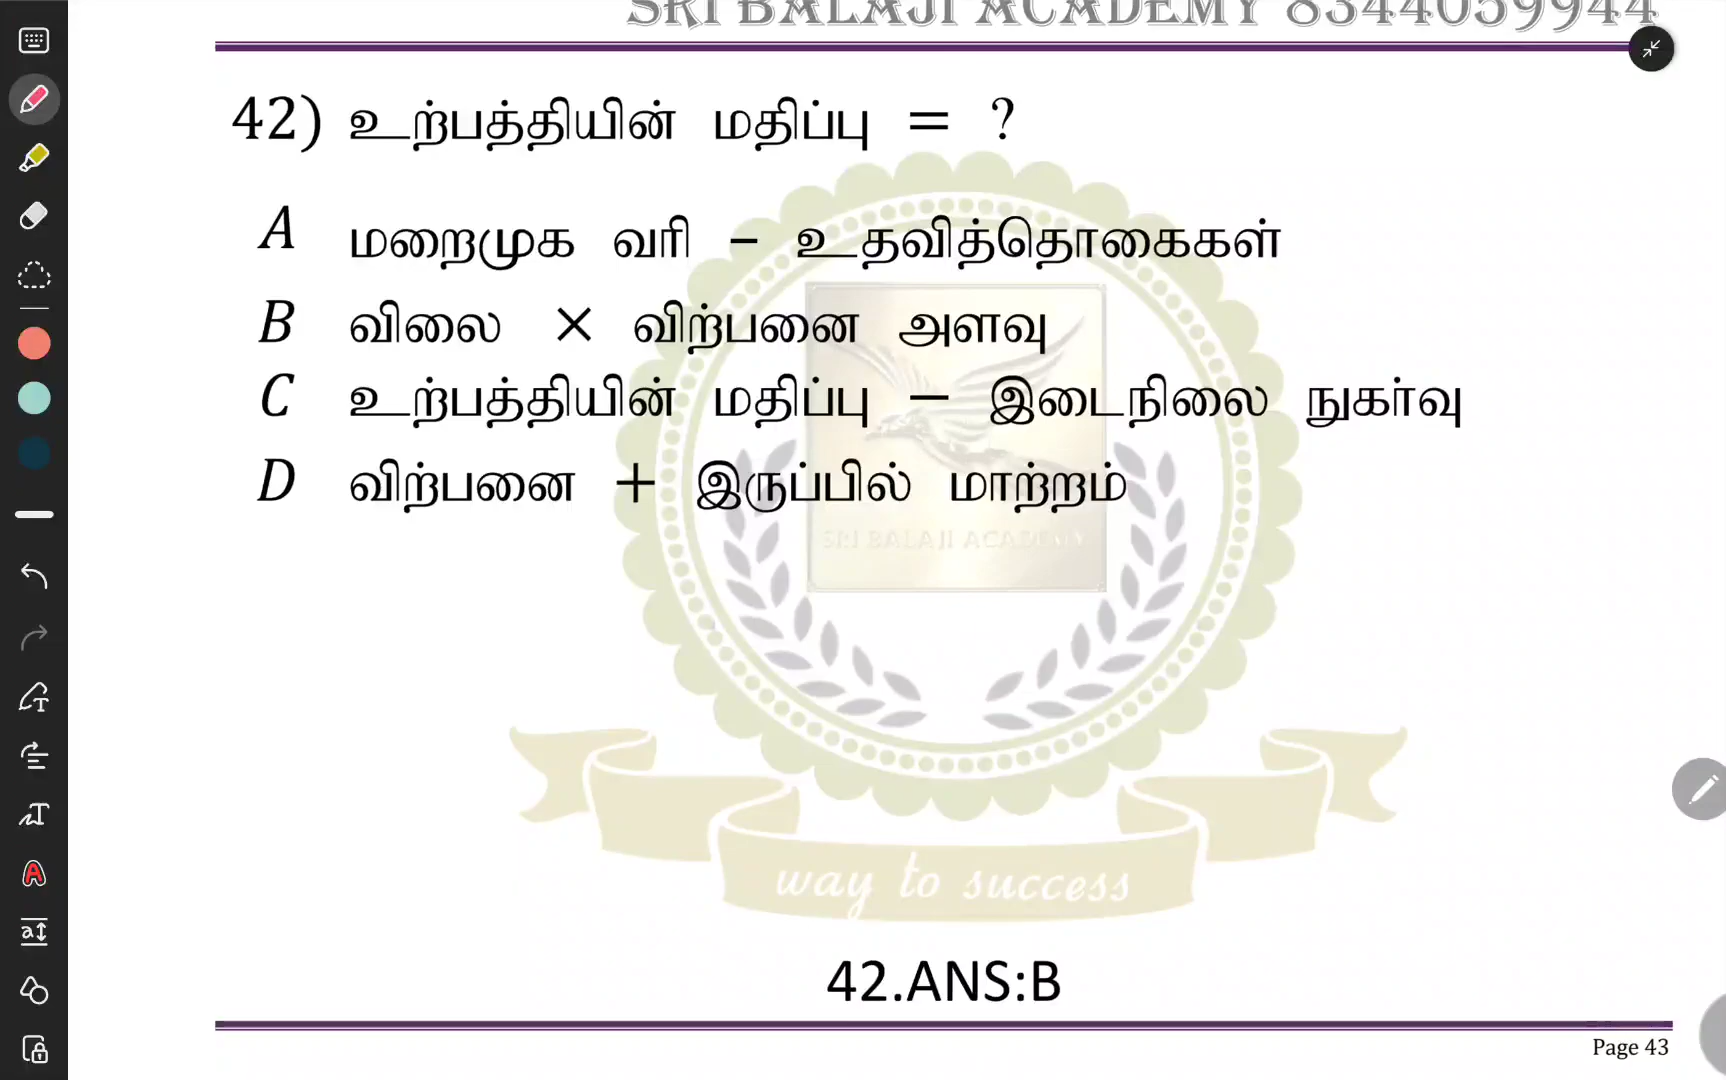 SRI BALAJI ACADEMY 8344059944
42) உற்பத்தியின் மதிப்பு = ?
A மறைமுக வரி – உதவித்தொகைகள்
B விலை × விற்பனை அளவு
C உற்பத்தியின் மதிப்பு − இடைநிலை நுகர்வு
D விற்பனை + இருப்பில் மாற்றம்
SRI BALAJI ACADEMY
way to success
42.ANS:B
Page 43